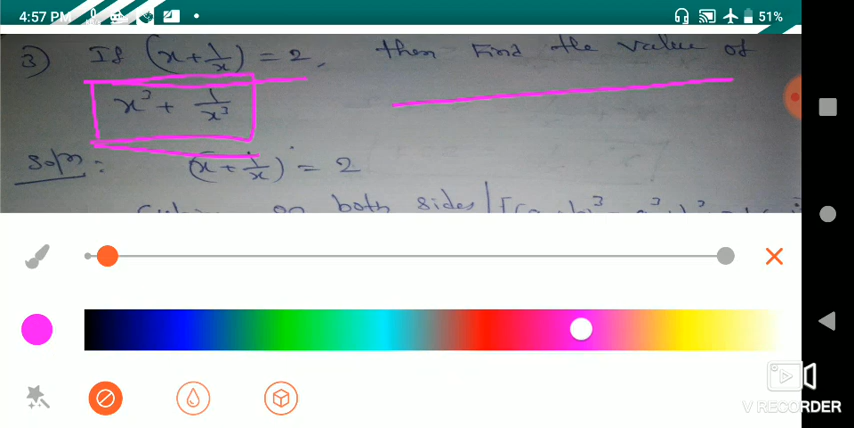 4:57 PM 51%
3) If (x+1/x) = 2, then Find the value of
x³ + 1/x³
Soln: (x+1/x) = 2
Cubing on both sides
V RECORDER